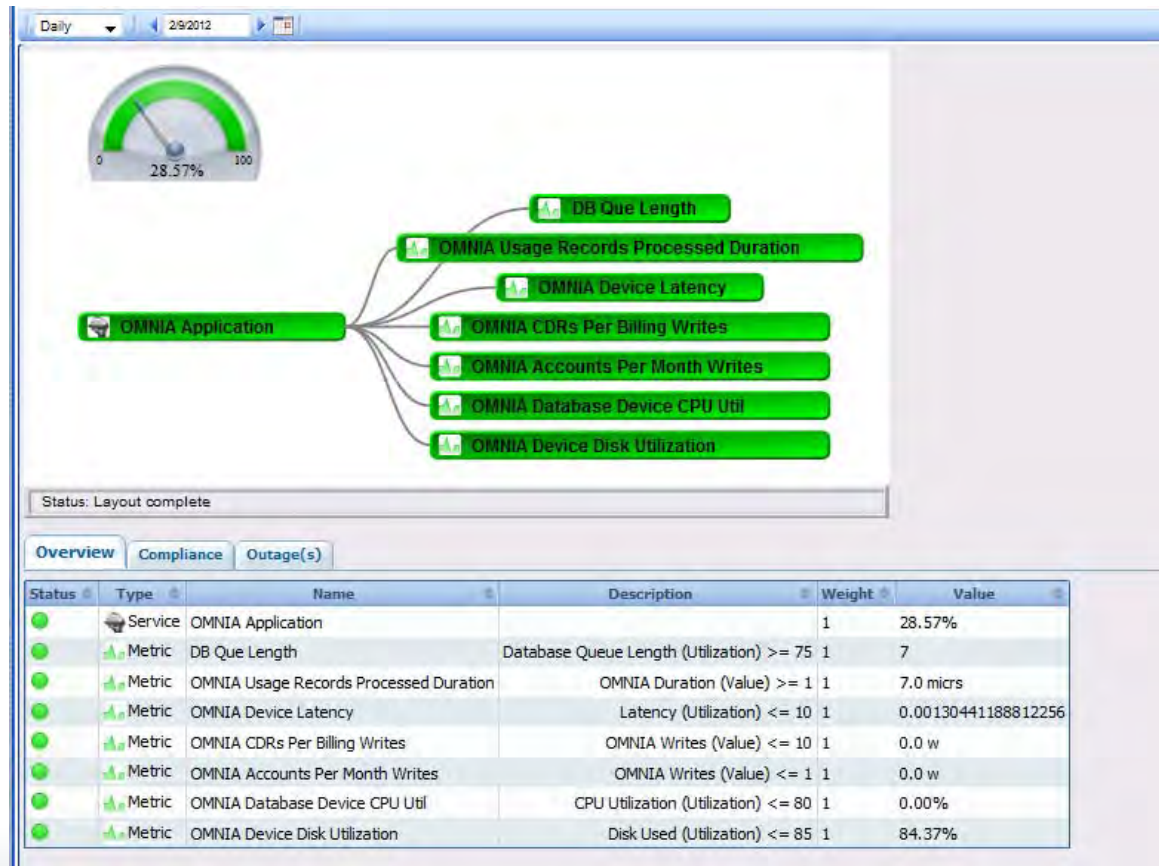 Daily 2/9/2012
0 100
28.57%
DB Que Length
OMNIA Usage Records Processed Duration
OMNIA Device Latency
OMNIA Application
OMNIA CDRs Per Billing Writes
OMNIA Accounts Per Month Writes
OMNIA Database Device CPU Util
OMNIA Device Disk Utilization
Status: Layout complete
Overview Compliance Outage(s)
Status Type Name Description Weight Value
Service OMNIA Application 1 28.57%
Metric DB Que Length Database Queue Length (Utilization) >= 75 1 7
Metric OMNIA Usage Records Processed Duration OMNIA Duration (Value) >= 1 1 7.0 micrs
Metric OMNIA Device Latency Latency (Utilization) <= 10 1 0.00130441188812256
Metric OMNIA CDRs Per Billing Writes OMNIA Writes (Value) <= 10 1 0.0 w
Metric OMNIA Accounts Per Month Writes OMNIA Writes (Value) <= 1 1 0.0 w
Metric OMNIA Database Device CPU Util CPU Utilization (Utilization) <= 80 1 0.00%
Metric OMNIA Device Disk Utilization Disk Used (Utilization) <= 85 1 84.37%